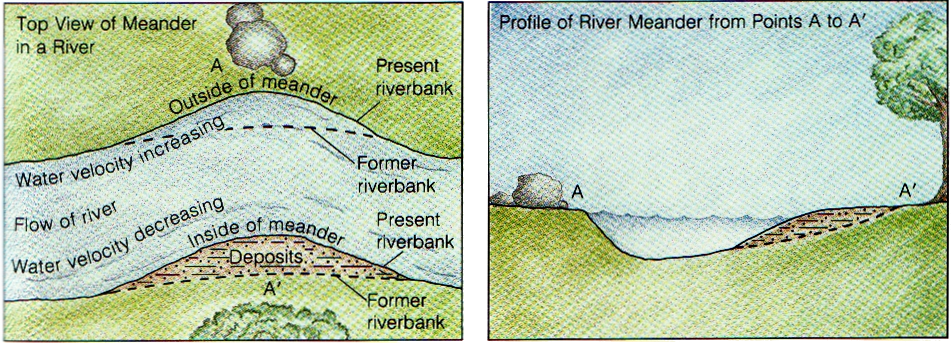 Top View of Meander
in a River
A
Outside of meander
Present
riverbank
Water velocity increasing
Former
riverbank
Flow of river
Water velocity decreasing
Inside of meander
Present
riverbank
Deposits
A′
Former
riverbank
Profile of River Meander from Points A to A′
A
A′